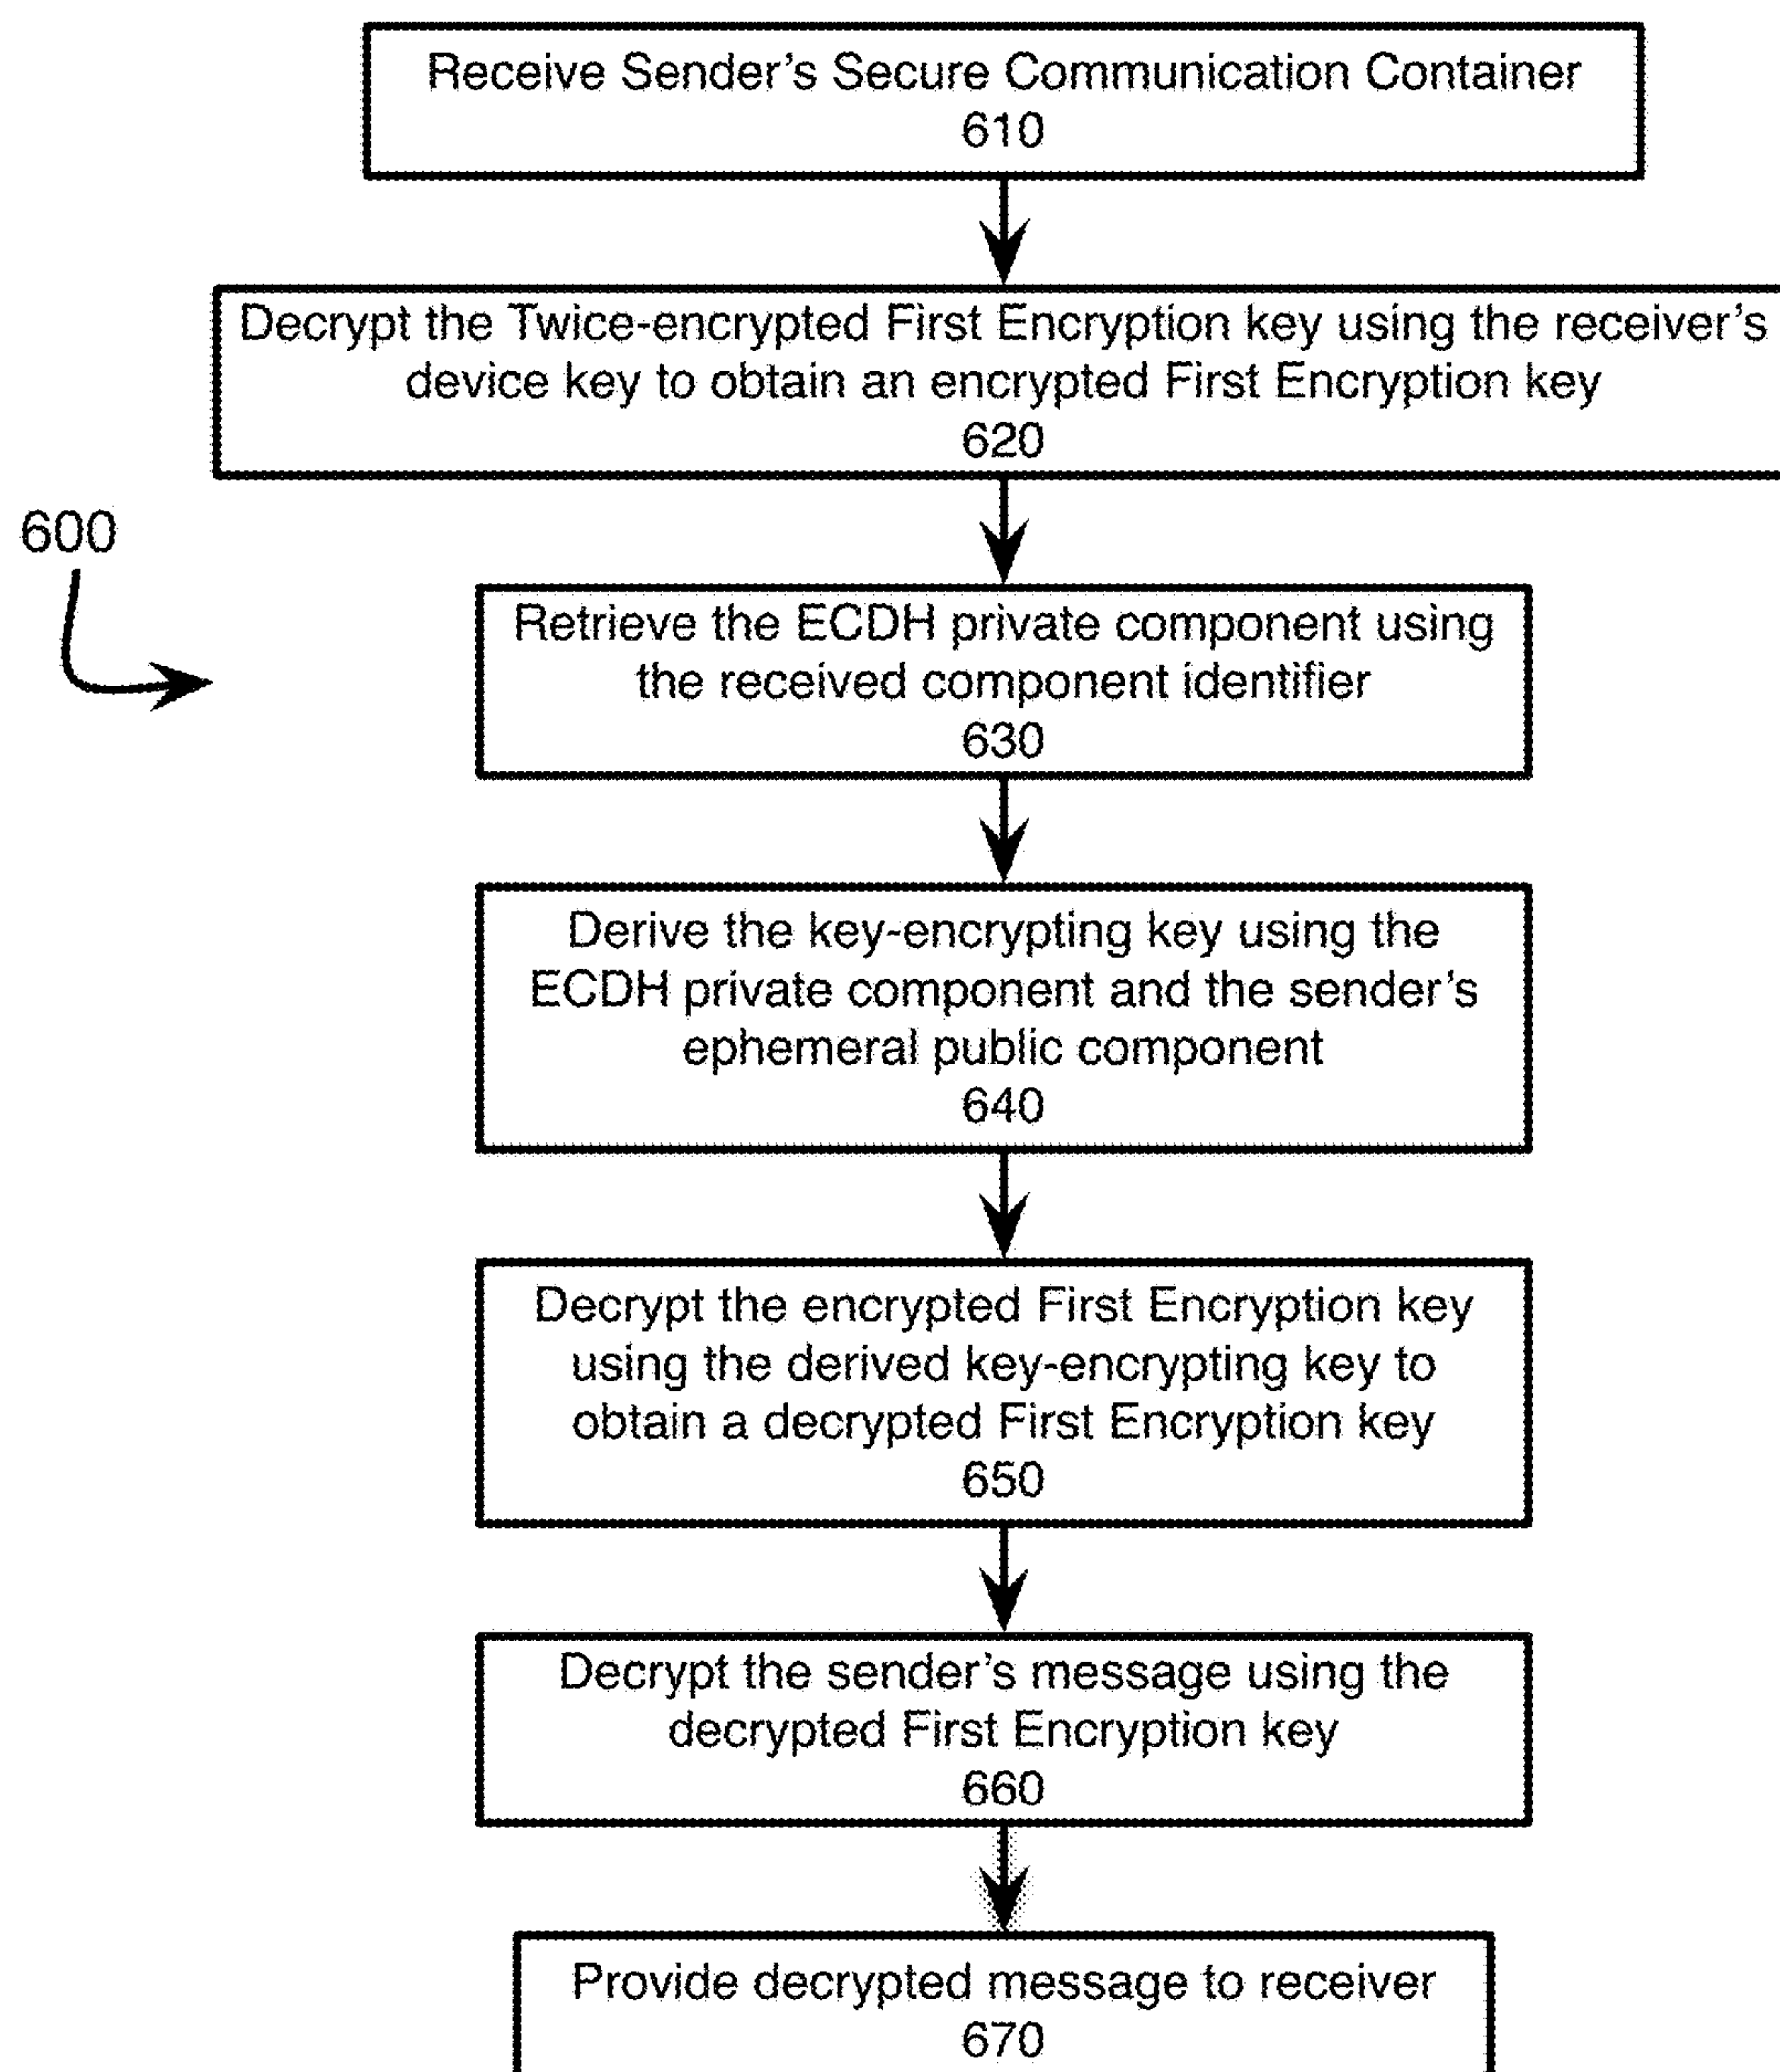 Receive Sender's Secure Communication Container
610
Decrypt the Twice-encrypted First Encryption key using the receiver's
device key to obtain an encrypted First Encryption key
620
600
Retrieve the ECDH private component using
the received component identifier
630
Derive the key-encrypting key using the
ECDH private component and the sender's
ephemeral public component
640
Decrypt the encrypted First Encryption key
using the derived key-encrypting key to
obtain a decrypted First Encryption key
650
Decrypt the sender's message using the
decrypted First Encryption key
660
Provide decrypted message to receiver
670